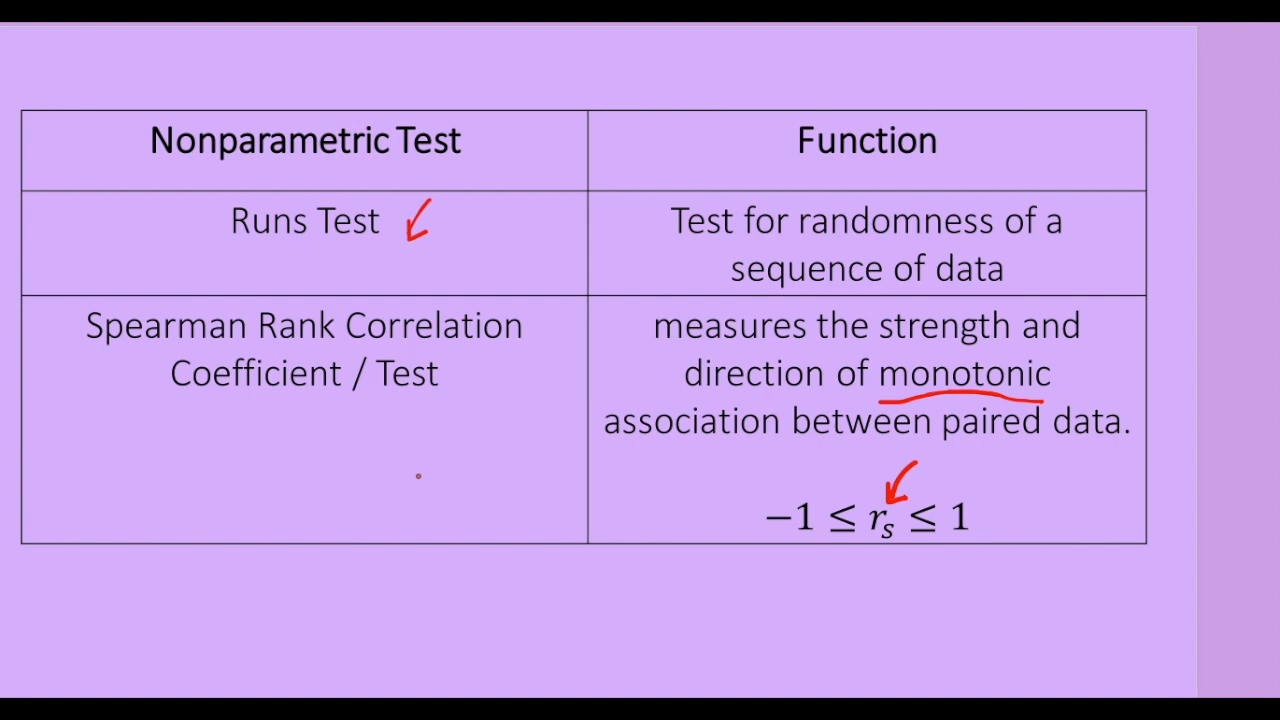 Nonparametric Test
Function
Runs Test
Test for randomness of a
sequence of data
Spearman Rank Correlation
Coefficient / Test
measures the strength and
direction of monotonic
association between paired data.
−1 ≤ rₛ ≤ 1